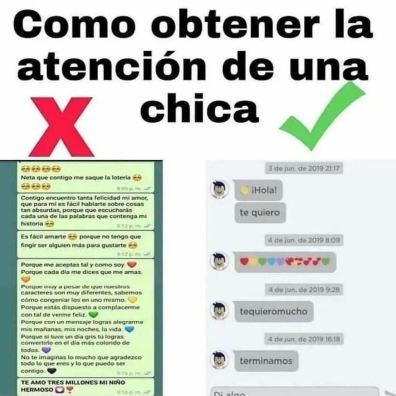 Como obtener la
atención de una
chica
Neta que contigo me saque la loteria 🥺
🥺🥺🥺
Contigo encuentro tanta felicidad mi amor,
que para mi es fácil hablarte sobre cosas
tan absurdas, porque que escucharás
cada una de las palabras que contenga mi
historia 🥺
Es fácil amarte 🥺 porque no tengo que
fingir ser alguien más para gustarte 🥺
Porque me aceptas tal y como soy.
Porque cada día me dices que me amas.
Porque muy a pesar de que nuestros
caracteres son muy diferentes, sabemos
cómo congeniar los en uno mismo.
Porque estás dispuesto a complacerme
con tal de verme feliz.
Porque con un mensaje logras alegrarme
mis mañanas, mis noches, la vida.
Porque si tuve un día gris tú logras
convertirlo en el día más colorido de
todos.
No te imaginas lo mucho que agradezco
todo lo que eres y lo que puedo ser
contigo.
TE AMO TRES MILLONES MI NIÑO
HERMOSO
3 de jun. de 2019 21:17
¡Hola!
te quiero
4 de jun. de 2019 8:09
4 de jun. de 2019 9:28
tequieromucho
4 de jun. de 2019 16:18
terminamos
Di algo